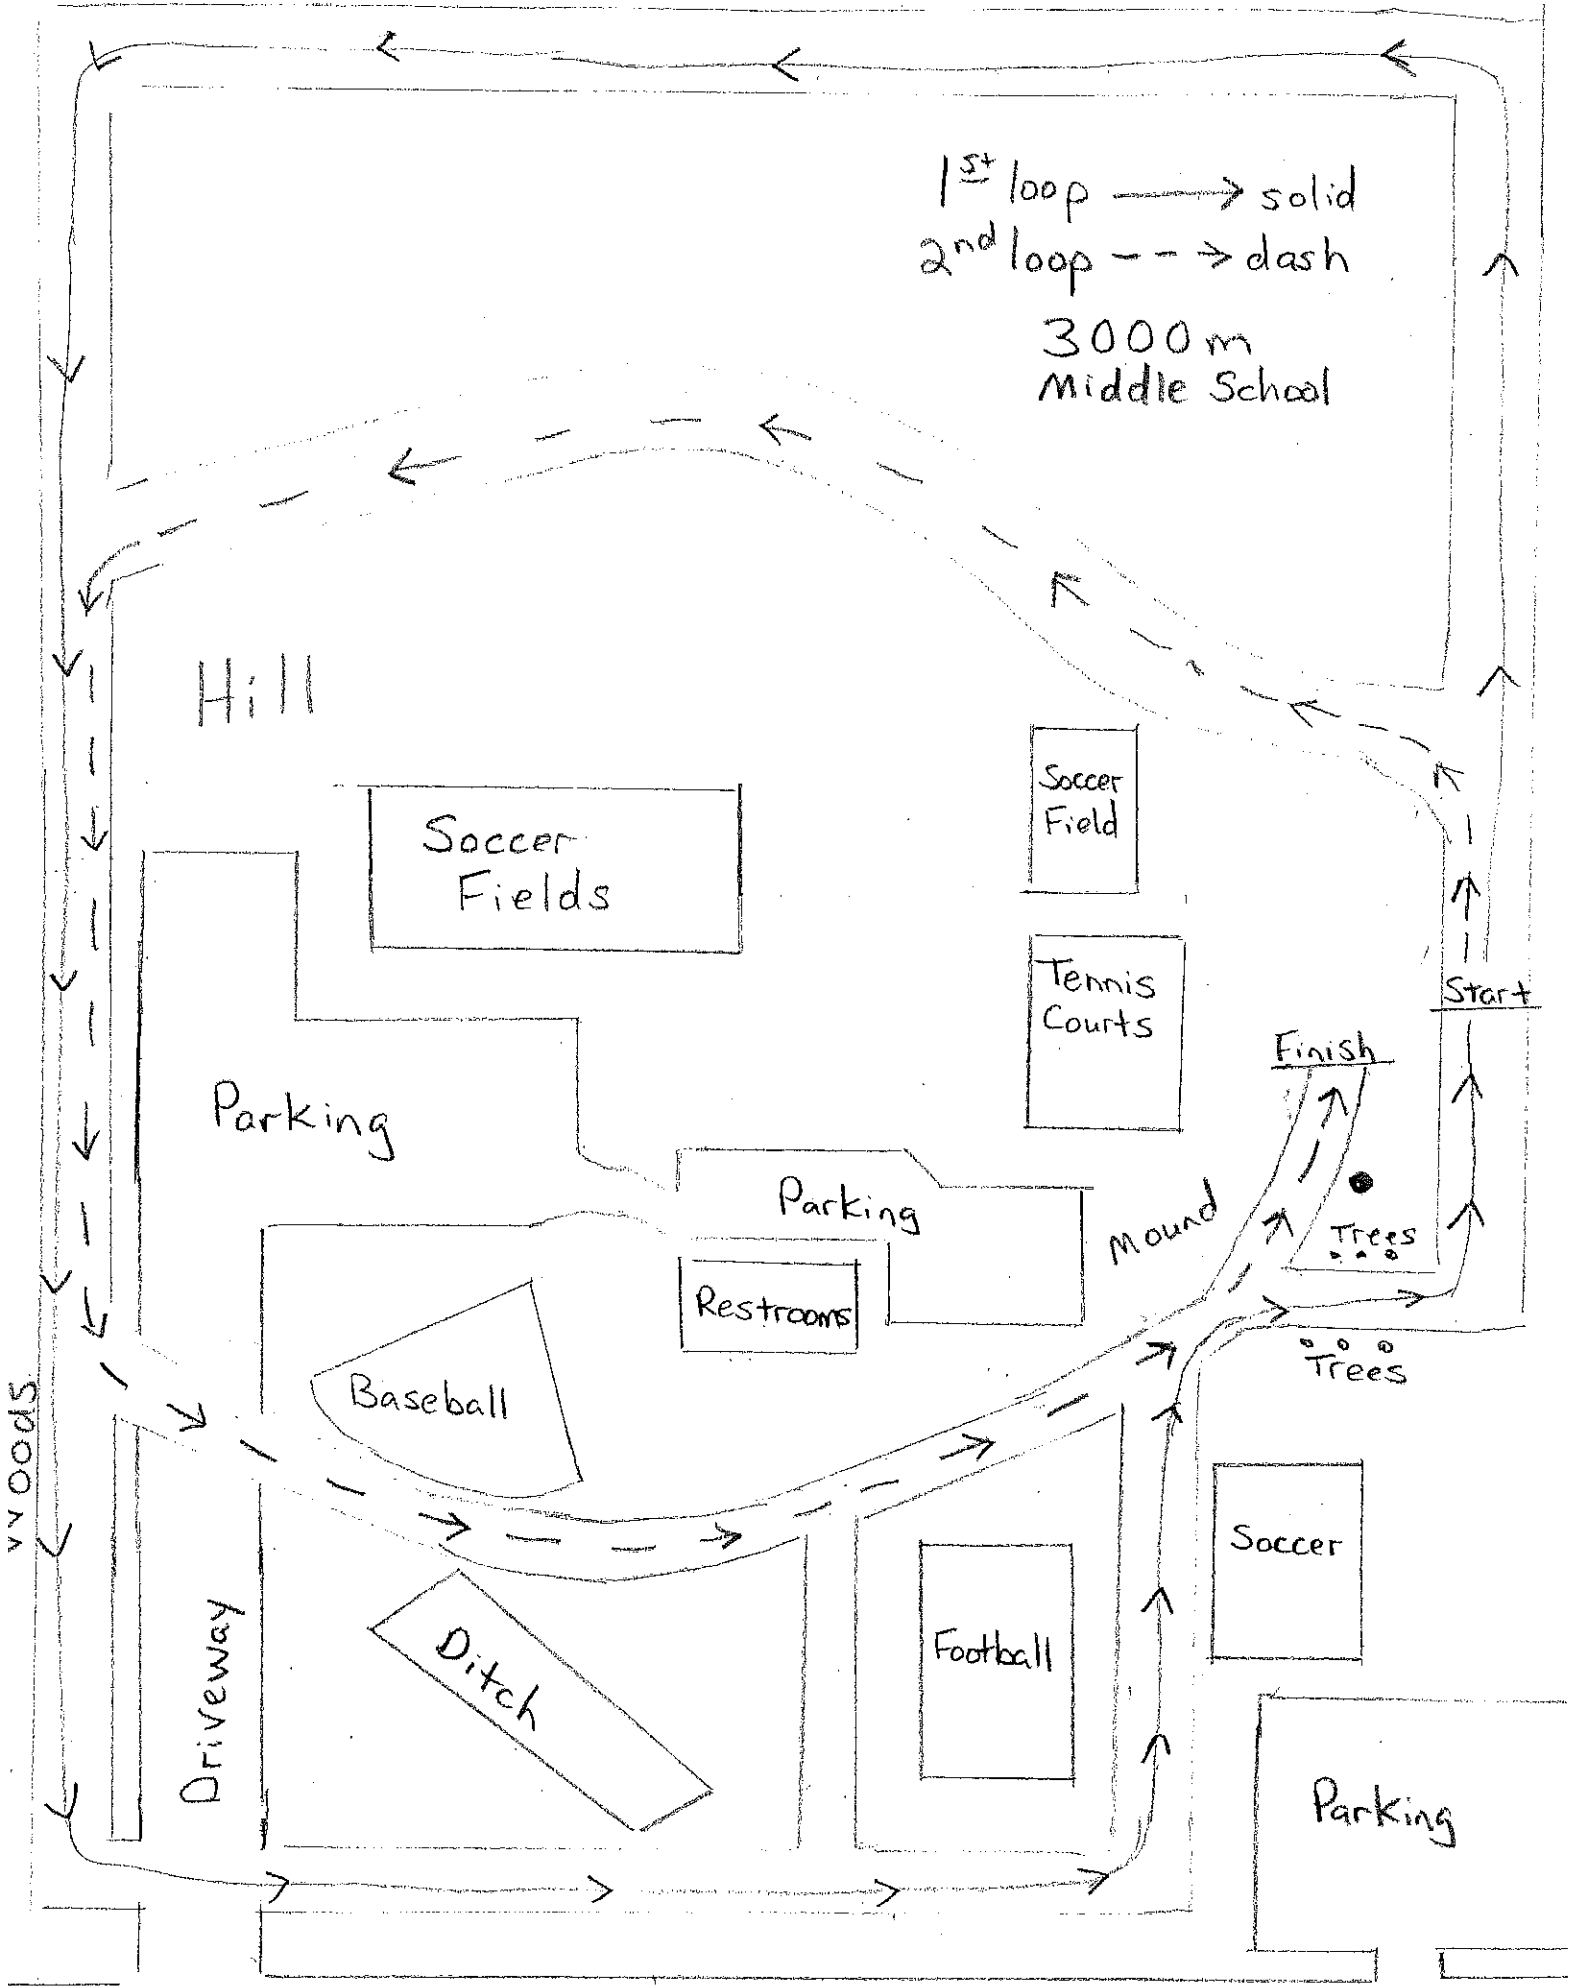 1st loop → solid
2nd loop --→ dash
3000m
Middle School
Hill
Soccer
Field
Soccer
Fields
Tennis
Courts
Start
Finish
Parking
Parking
Mound
Trees
Restrooms
Trees
Baseball
Woods
Soccer
Football
Ditch
Driveway
Parking